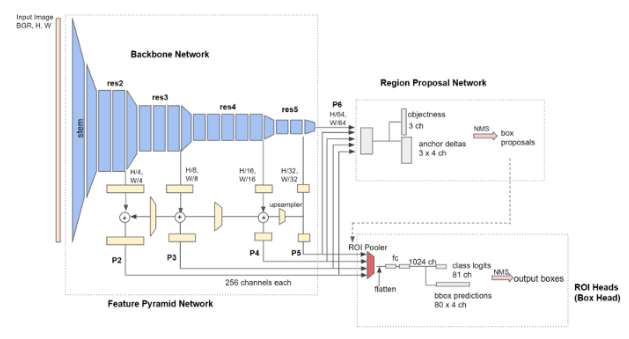 Input Image
BGR, H, W
Backbone Network
stem
res2
res3
res4
res5
P6
H/64,
W/64
Region Proposal Network
objectness
3 ch
anchor deltas
3 x 4 ch
NMS
box
proposals
H/4,
W/4
H/8,
W/8
H/16,
W/16
H/32,
W/32
upsampler
P2
P3
P4
P5
256 channels each
Feature Pyramid Network
ROI Pooler
fc
1024 ch
flatten
class logits
81 ch
bbox predictions
80 x 4 ch
NMS
output boxes
ROI Heads
(Box Head)